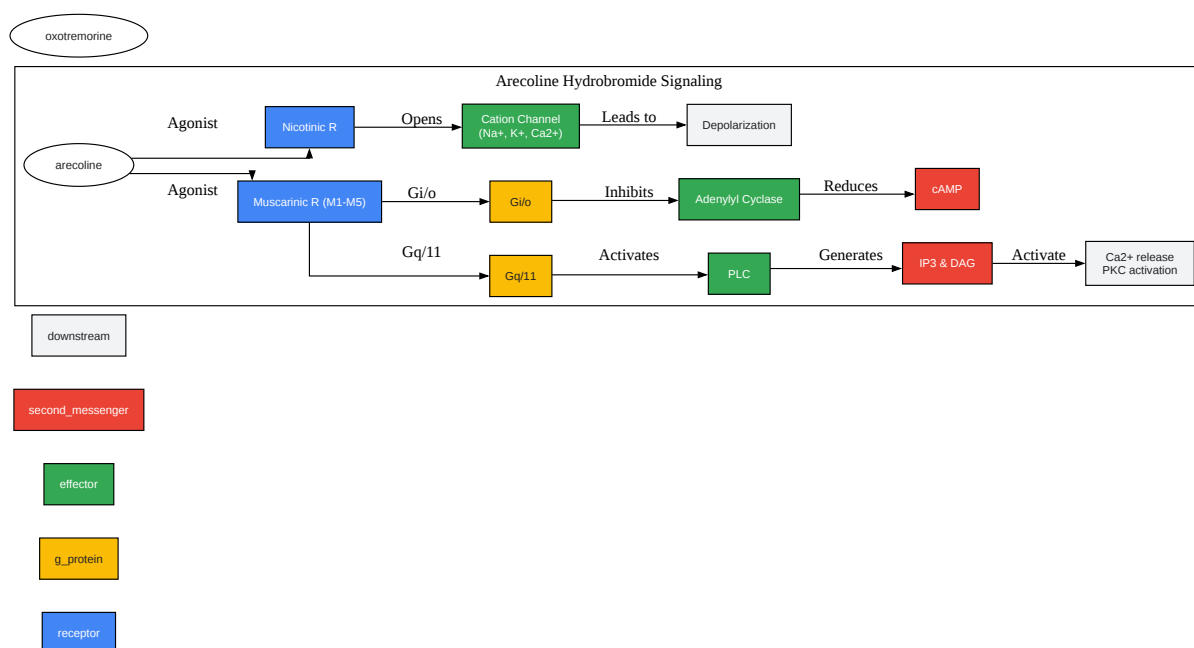 oxotremorine
Arecoline Hydrobromide Signaling
Agonist
Nicotinic R
Opens
Cation Channel
(Na+, K+, Ca2+)
Leads to
Depolarization
arecoline
Agonist
Muscarinic R (M1-M5)
Gi/o
Gi/o
Inhibits
Adenylyl Cyclase
Reduces
cAMP
Gq/11
Gq/11
Activates
PLC
Generates
IP3 & DAG
Activate
Ca2+ release
PKC activation
downstream
second_messenger
effector
g_protein
receptor